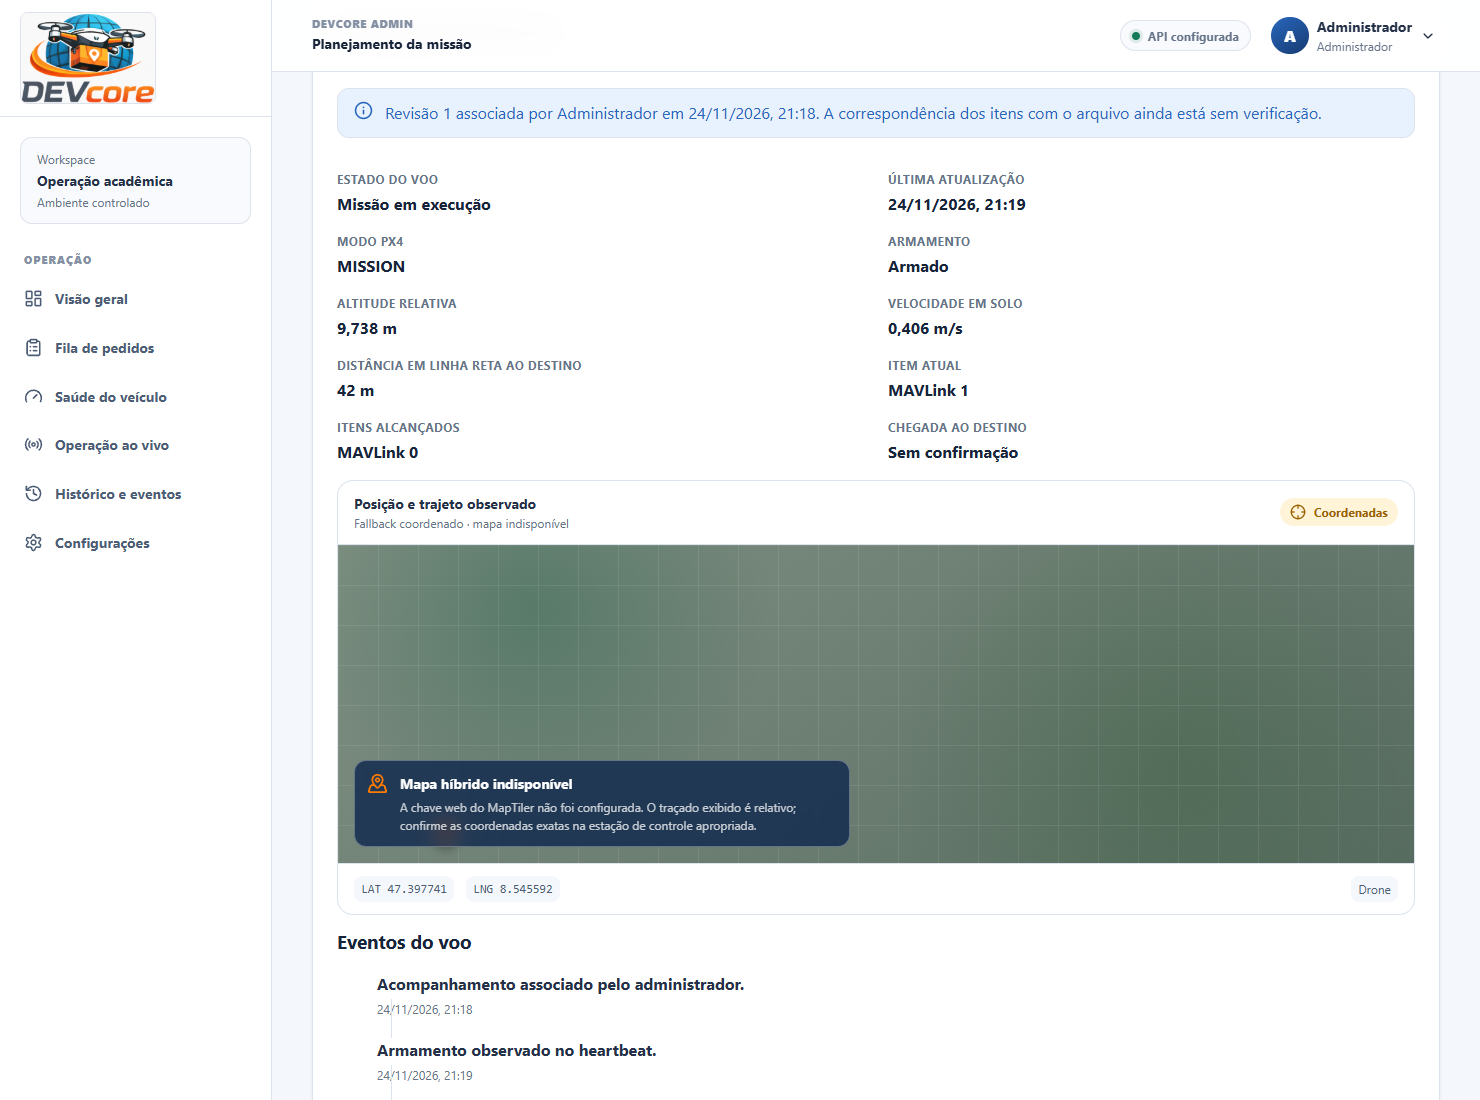 DEVcore
DEVCORE ADMIN
Planejamento da missão
API configurada
A
Administrador
Administrador
Workspace
Operação acadêmica
Ambiente controlado
OPERAÇÃO
Visão geral
Fila de pedidos
Saúde do veículo
Operação ao vivo
Histórico e eventos
Configurações
Revisão 1 associada por Administrador em 24/11/2026, 21:18. A correspondência dos itens com o arquivo ainda está sem verificação.
ESTADO DO VOO
Missão em execução
ÚLTIMA ATUALIZAÇÃO
24/11/2026, 21:19
MODO PX4
MISSION
ARMAMENTO
Armado
ALTITUDE RELATIVA
9,738 m
VELOCIDADE EM SOLO
0,406 m/s
DISTÂNCIA EM LINHA RETA AO DESTINO
42 m
ITEM ATUAL
MAVLink 1
ITENS ALCANÇADOS
MAVLink 0
CHEGADA AO DESTINO
Sem confirmação
Posição e trajeto observado
Fallback coordenado · mapa indisponível
Coordenadas
Mapa híbrido indisponível
A chave web do MapTiler não foi configurada. O traçado exibido é relativo;
confirme as coordenadas exatas na estação de controle apropriada.
LAT 47.397741
LNG 8.545592
Drone
Eventos do voo
Acompanhamento associado pelo administrador.
24/11/2026, 21:18
Armamento observado no heartbeat.
24/11/2026, 21:19